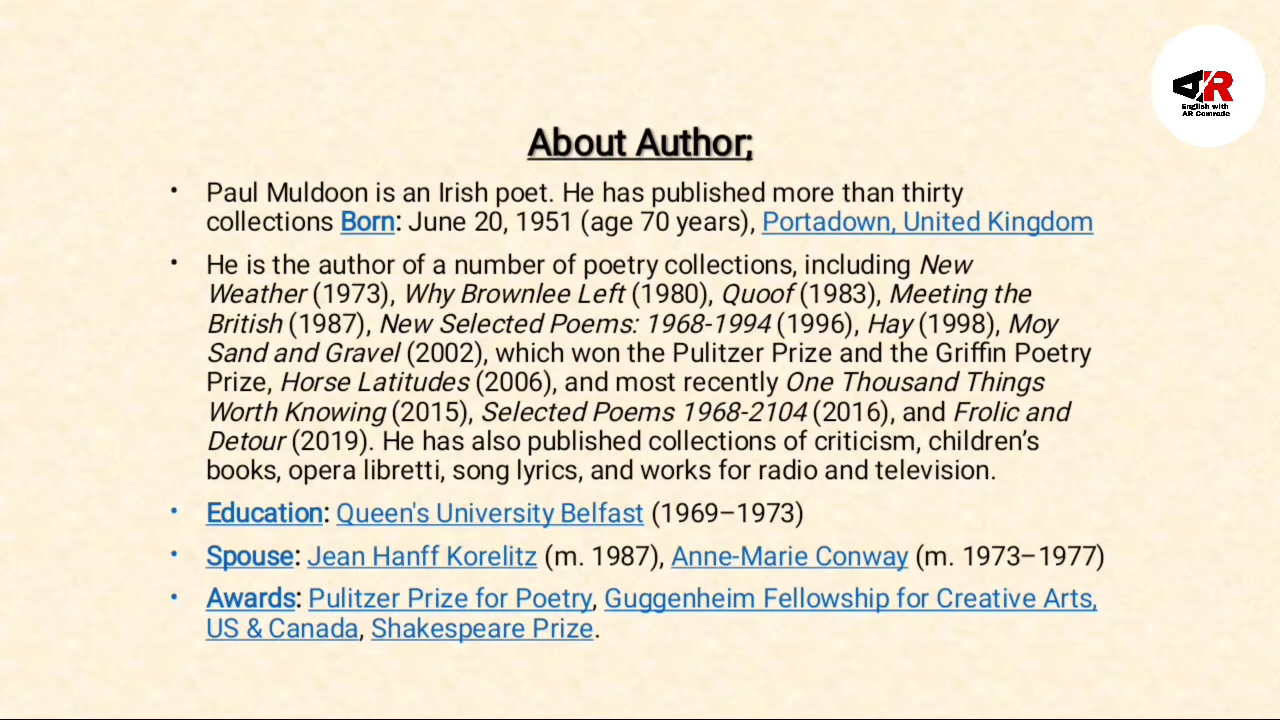 AR
English with
AR Comrade
About Author;
• Paul Muldoon is an Irish poet. He has published more than thirty
collections Born: June 20, 1951 (age 70 years), Portadown, United Kingdom
• He is the author of a number of poetry collections, including New
Weather (1973), Why Brownlee Left (1980), Quoof (1983), Meeting the
British (1987), New Selected Poems: 1968-1994 (1996), Hay (1998), Moy
Sand and Gravel (2002), which won the Pulitzer Prize and the Griffin Poetry
Prize, Horse Latitudes (2006), and most recently One Thousand Things
Worth Knowing (2015), Selected Poems 1968-2104 (2016), and Frolic and
Detour (2019). He has also published collections of criticism, children’s
books, opera libretti, song lyrics, and works for radio and television.
• Education: Queen's University Belfast (1969–1973)
• Spouse: Jean Hanff Korelitz (m. 1987), Anne-Marie Conway (m. 1973–1977)
• Awards: Pulitzer Prize for Poetry, Guggenheim Fellowship for Creative Arts,
US & Canada, Shakespeare Prize.